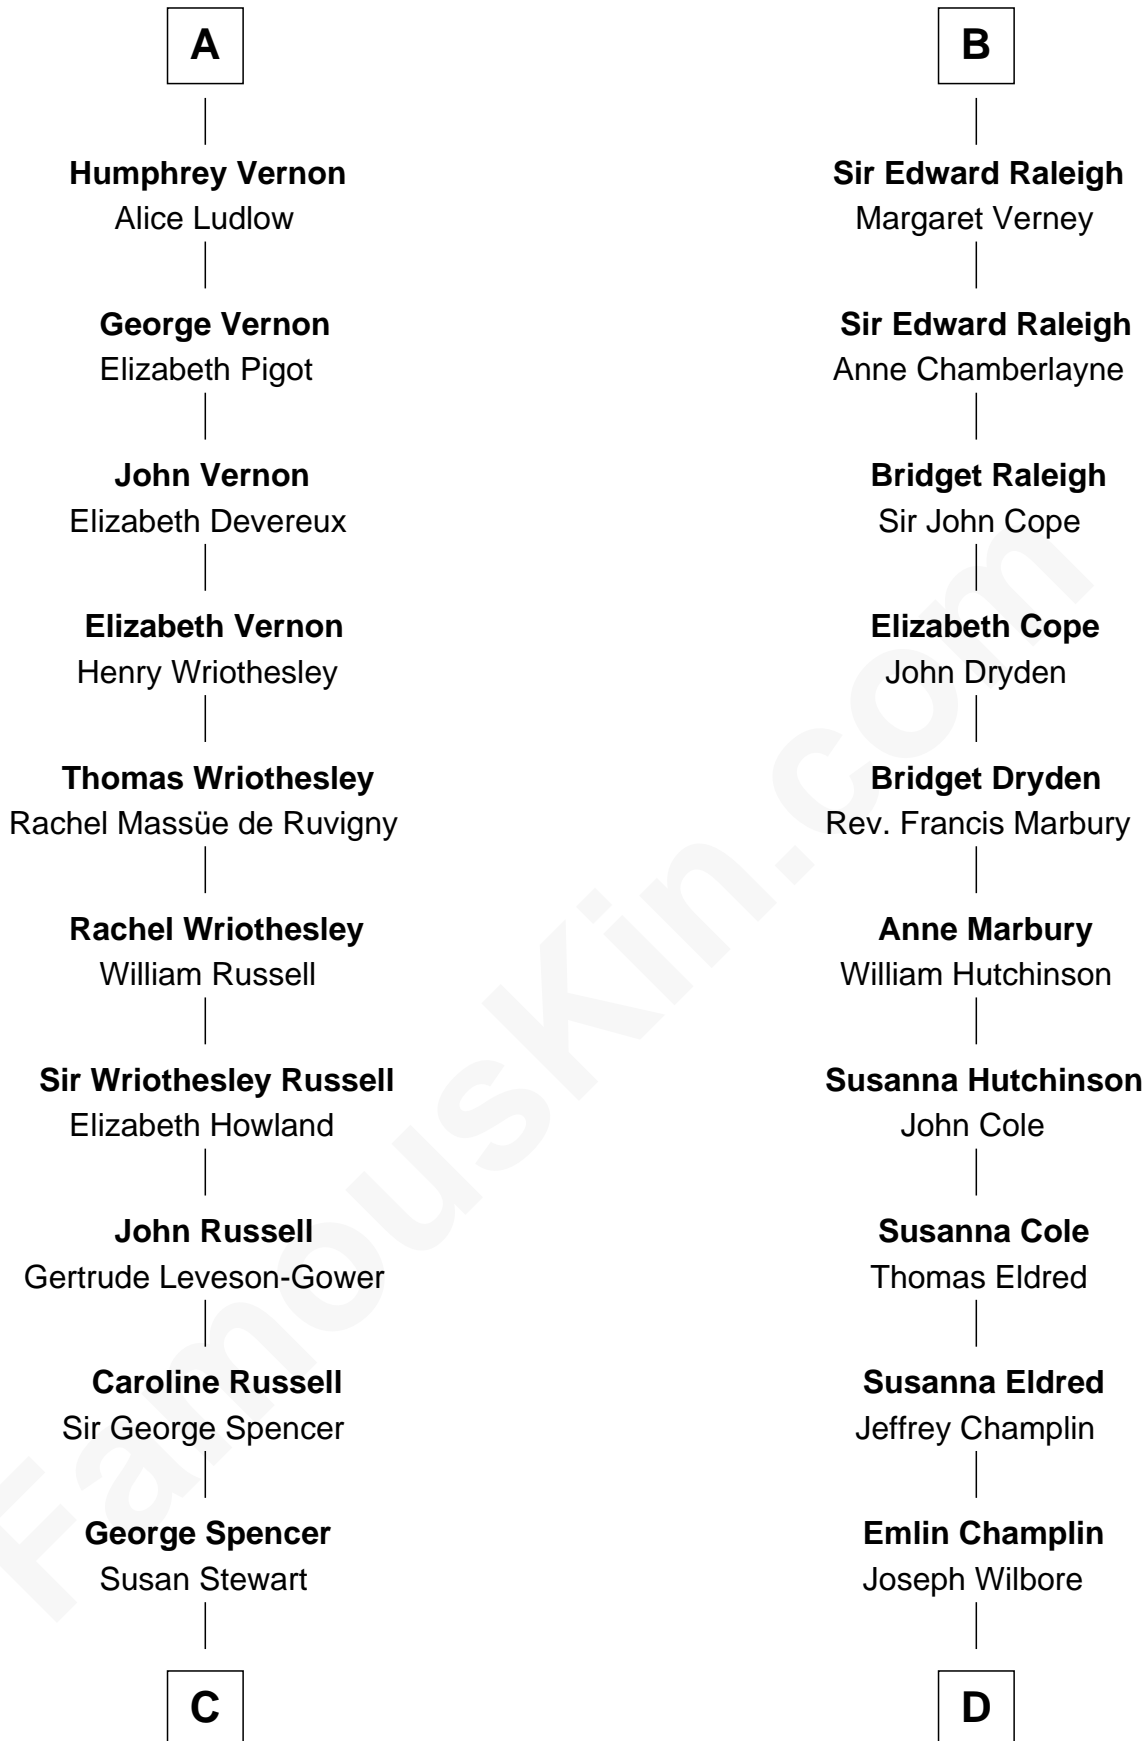 A
Humphrey Vernon
Alice Ludlow
George Vernon
Elizabeth Pigot
John Vernon
Elizabeth Devereux
Elizabeth Vernon
Henry Wriothesley
Thomas Wriothesley
Rachel Massüe de Ruvigny
Rachel Wriothesley
William Russell
Sir Wriothesley Russell
Elizabeth Howland
John Russell
Gertrude Leveson-Gower
Caroline Russell
Sir George Spencer
George Spencer
Susan Stewart
C
B
Sir Edward Raleigh
Margaret Verney
Sir Edward Raleigh
Anne Chamberlayne
Bridget Raleigh
Sir John Cope
Elizabeth Cope
John Dryden
Bridget Dryden
Rev. Francis Marbury
Anne Marbury
William Hutchinson
Susanna Hutchinson
John Cole
Susanna Cole
Thomas Eldred
Susanna Eldred
Jeffrey Champlin
Emlin Champlin
Joseph Wilbore
D
FamousKin.com